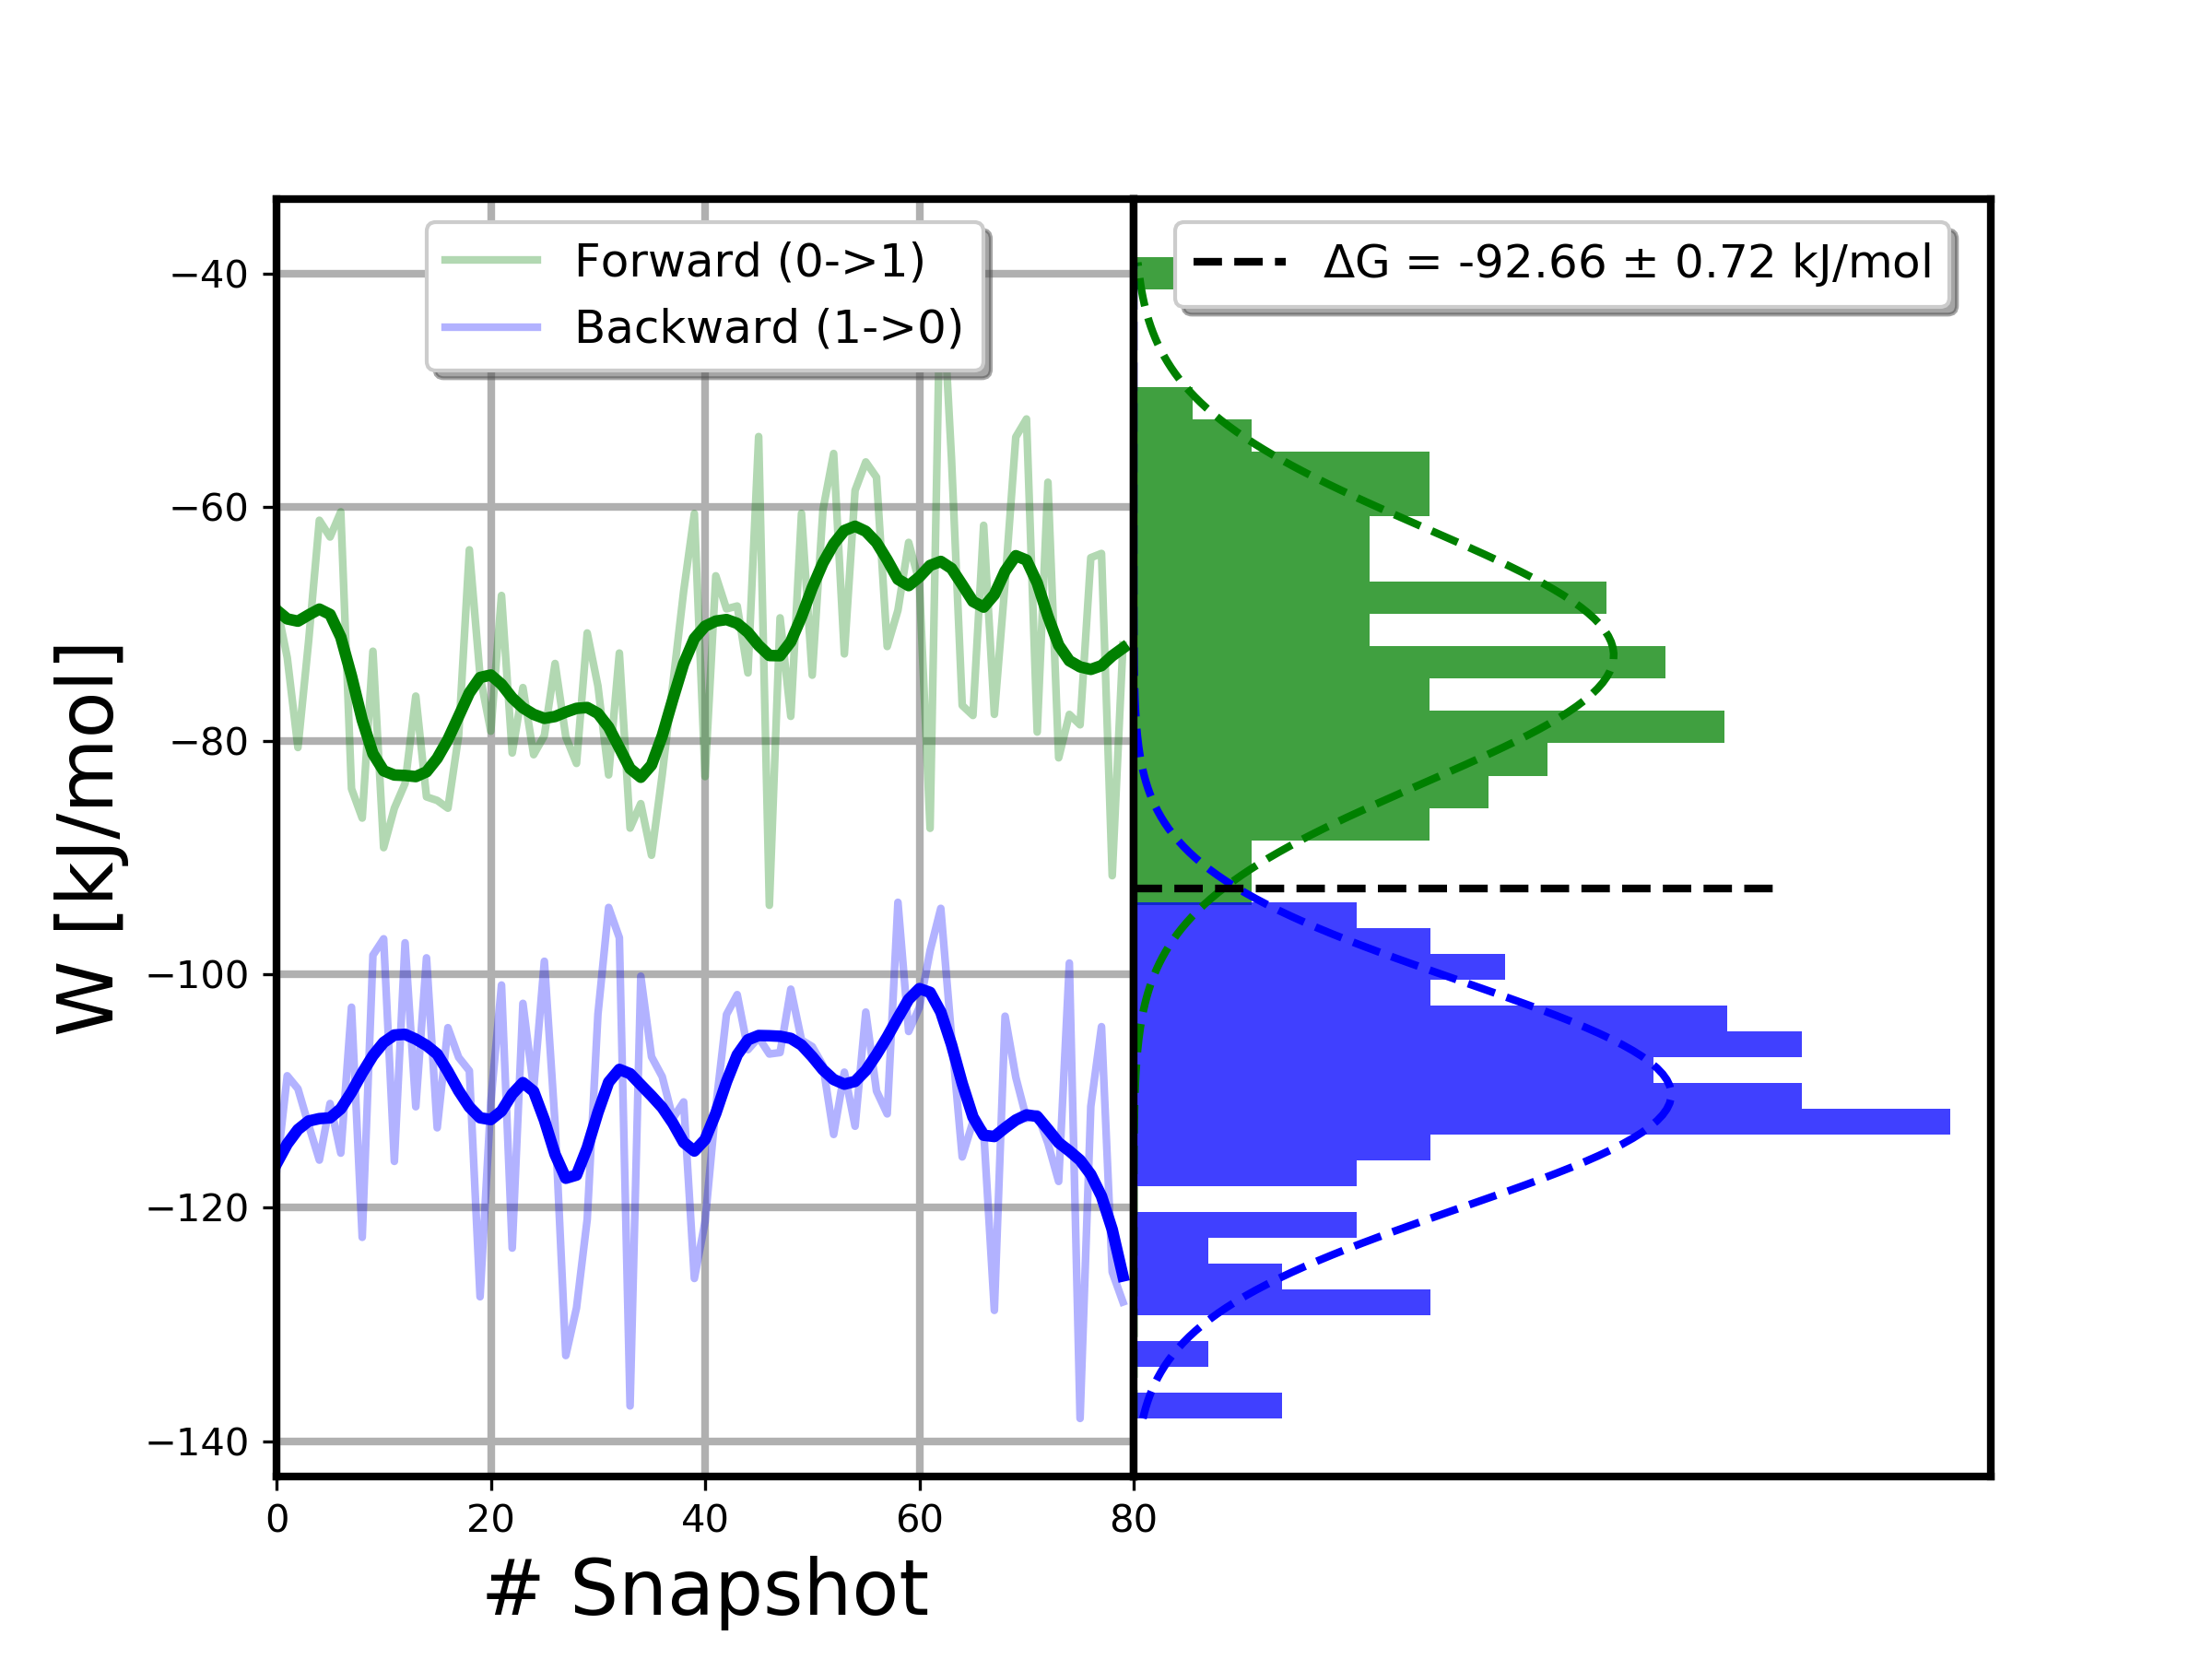 Forward (0->1)
Backward (1->0)
ΔG = -92.66 ± 0.72 kJ/mol
W [kJ/mol]
−40
−60
−80
−100
−120
−140
0 20 40 60 80
# Snapshot